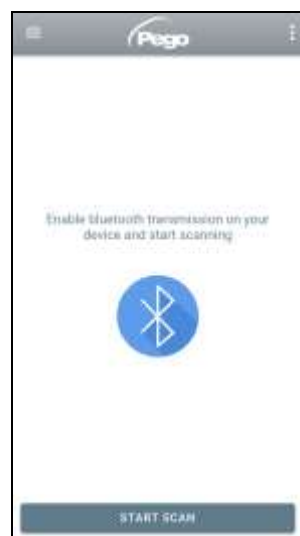 Pego
Enable bluetooth transmission on your
device and start scanning
START SCAN